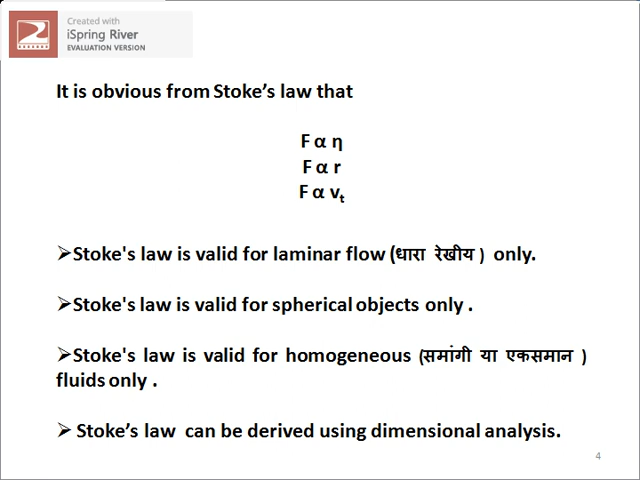 Created with
iSpring River
EVALUATION VERSION
It is obvious from Stoke’s law that
F α η
F α r
F α vₜ
➢Stoke's law is valid for laminar flow (धारा रेखीय ) only.
➢Stoke's law is valid for spherical objects only .
➢Stoke's law is valid for homogeneous (समांगी या एकसमान )
fluids only .
➢ Stoke’s law can be derived using dimensional analysis.
4